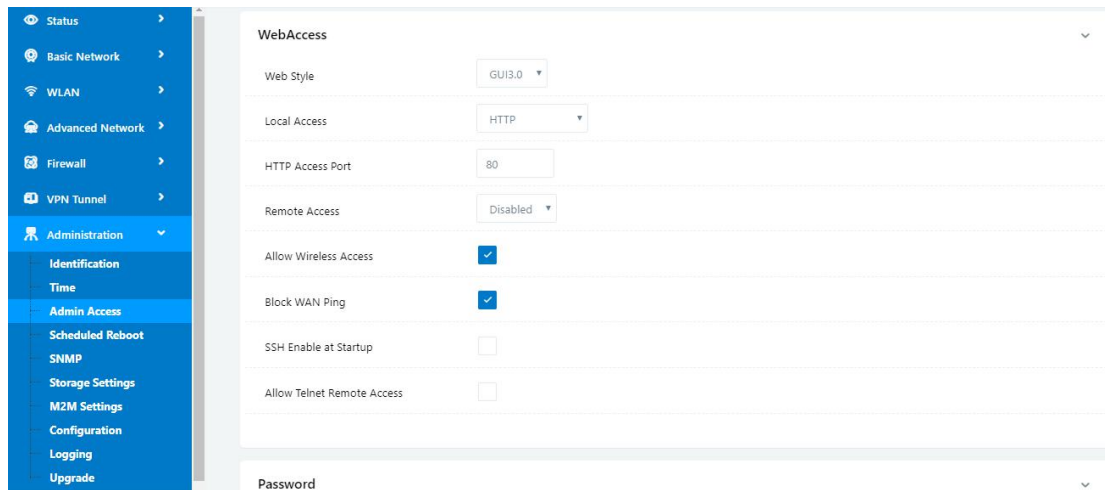 Status
Basic Network
WLAN
Advanced Network
Firewall
VPN Tunnel
Administration
Identification
Time
Admin Access
Scheduled Reboot
SNMP
Storage Settings
M2M Settings
Configuration
Logging
Upgrade
WebAccess
Web Style GUI3.0
Local Access HTTP
HTTP Access Port 80
Remote Access Disabled
Allow Wireless Access
Block WAN Ping
SSH Enable at Startup
Allow Telnet Remote Access
Password